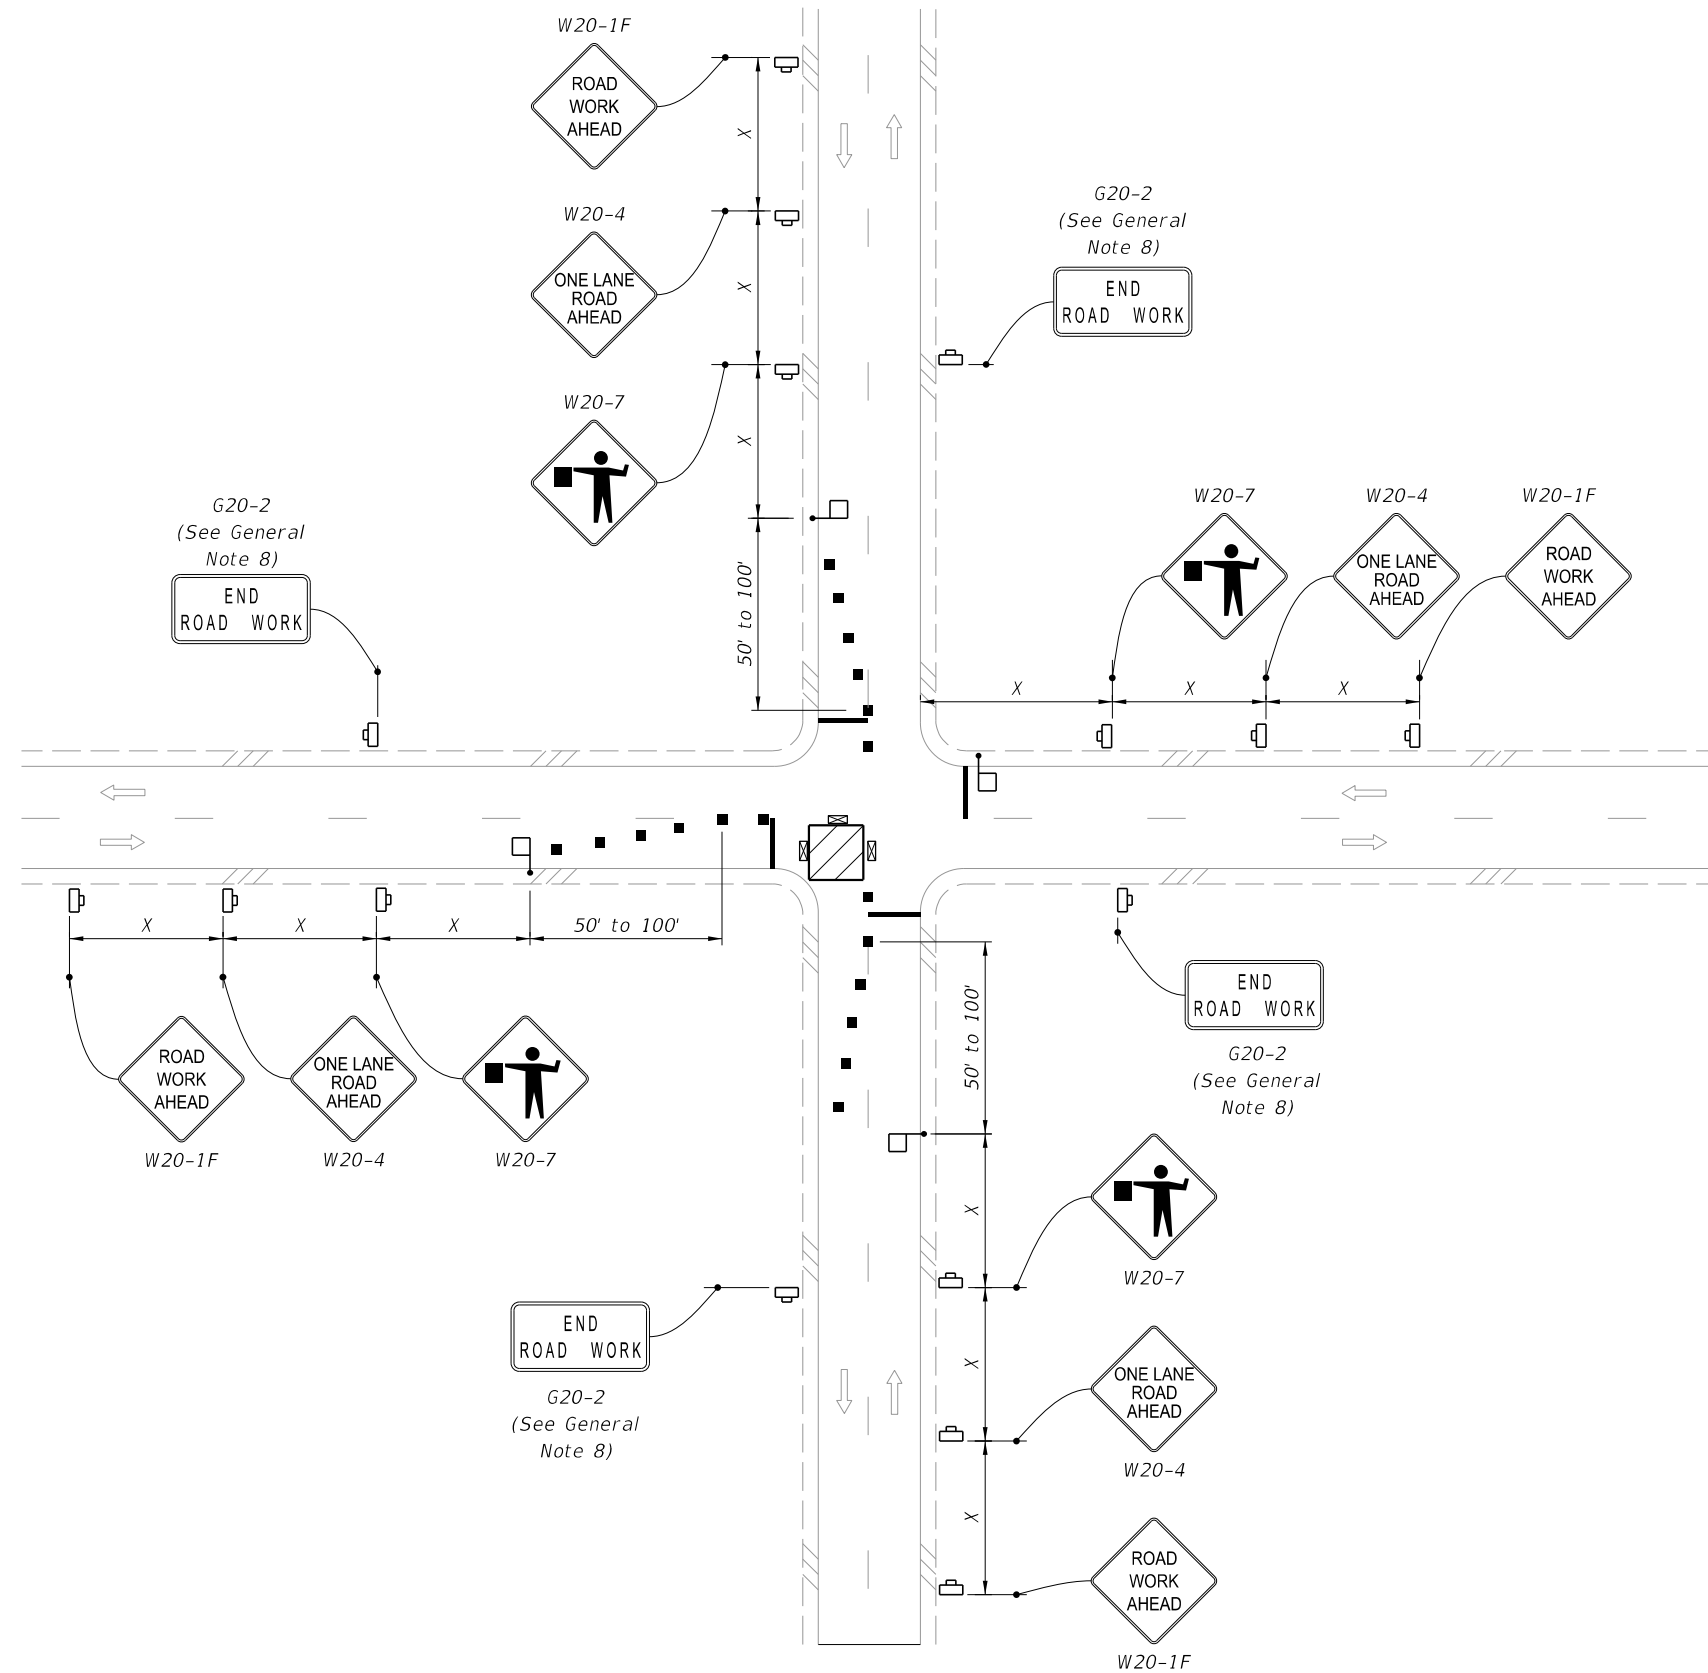 W20-1F
ROAD
WORK
AHEAD
X
W20-4
ONE LANE
ROAD
AHEAD
X
W20-7
X
50' to 100'
G20-2
(See General
Note 8)
END
ROAD WORK
G20-2
(See General
Note 8)
END
ROAD WORK
W20-7
W20-4
ONE LANE
ROAD
AHEAD
W20-1F
ROAD
WORK
AHEAD
X
X
X
X
X
X
50' to 100'
ROAD
WORK
AHEAD
W20-1F
ONE LANE
ROAD
AHEAD
W20-4
W20-7
50' to 100'
END
ROAD WORK
G20-2
(See General
Note 8)
X
W20-7
END
ROAD WORK
G20-2
(See General
Note 8)
X
ONE LANE
ROAD
AHEAD
W20-4
X
ROAD
WORK
AHEAD
W20-1F